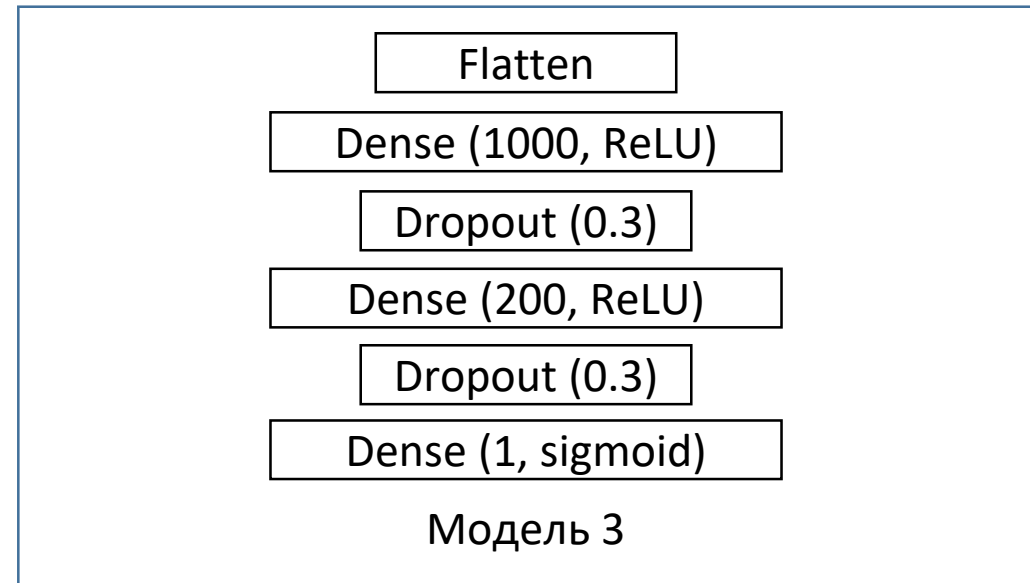 Flatten
Dense (1000, ReLU)
Dropout (0.3)
Dense (200, ReLU)
Dropout (0.3)
Dense (1, sigmoid)
Модель 3